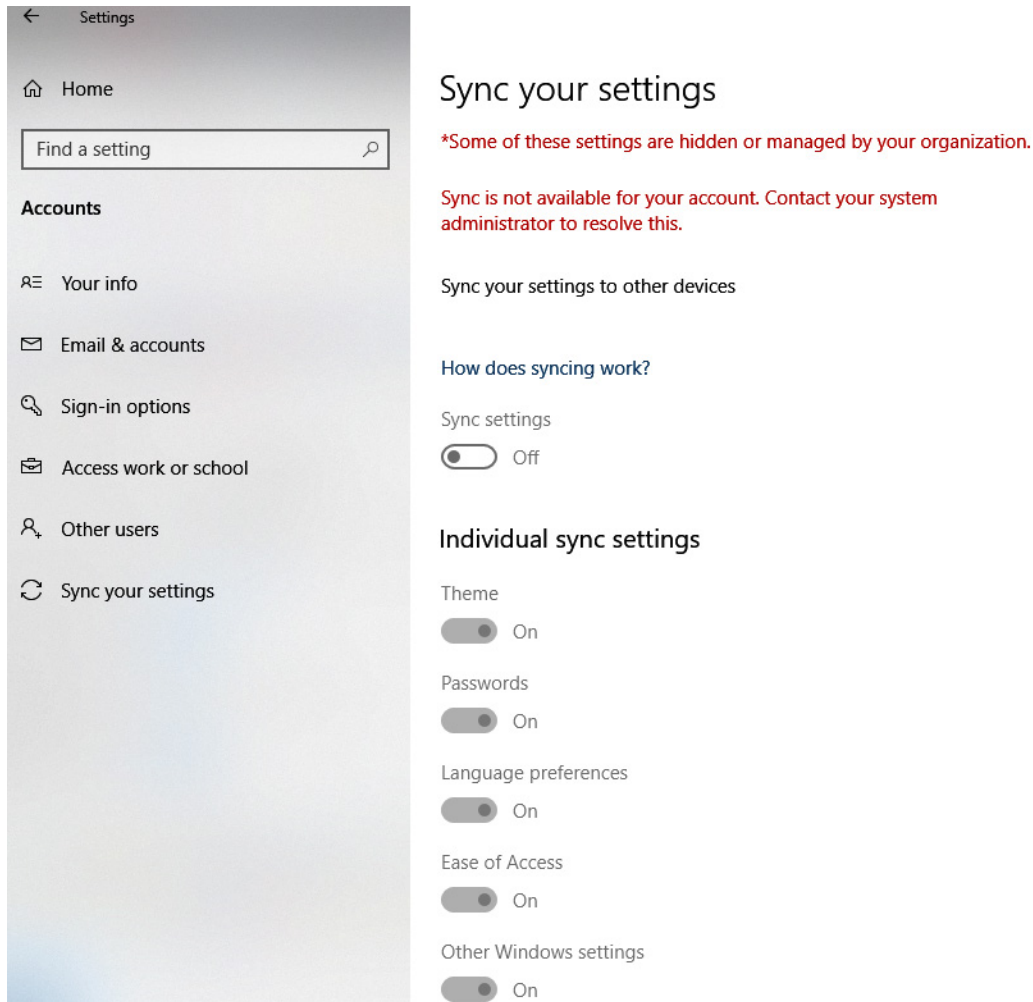 Settings
Home
Find a setting
Accounts
Your info
Email & accounts
Sign-in options
Access work or school
Other users
Sync your settings
Sync your settings
*Some of these settings are hidden or managed by your organization.
Sync is not available for your account. Contact your system
administrator to resolve this.
Sync your settings to other devices
How does syncing work?
Sync settings
Off
Individual sync settings
Theme
On
Passwords
On
Language preferences
On
Ease of Access
On
Other Windows settings
On